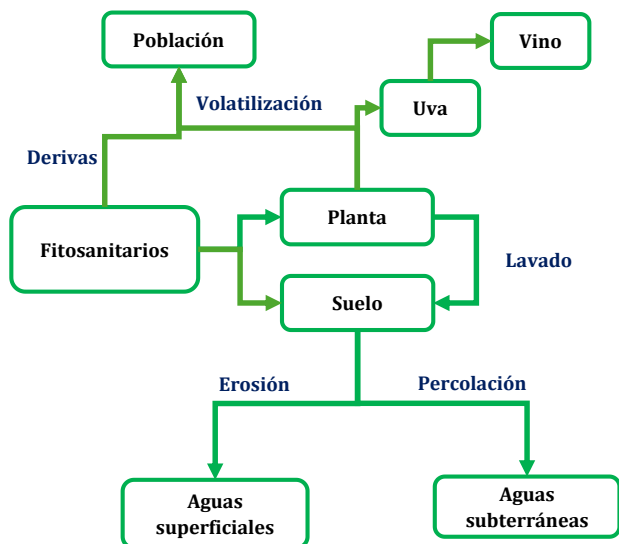 Población
Vino
Volatilización
Uva
Derivas
Fitosanitarios
Planta
Lavado
Suelo
Erosión
Percolación
Aguas
superficiales
Aguas
subterráneas